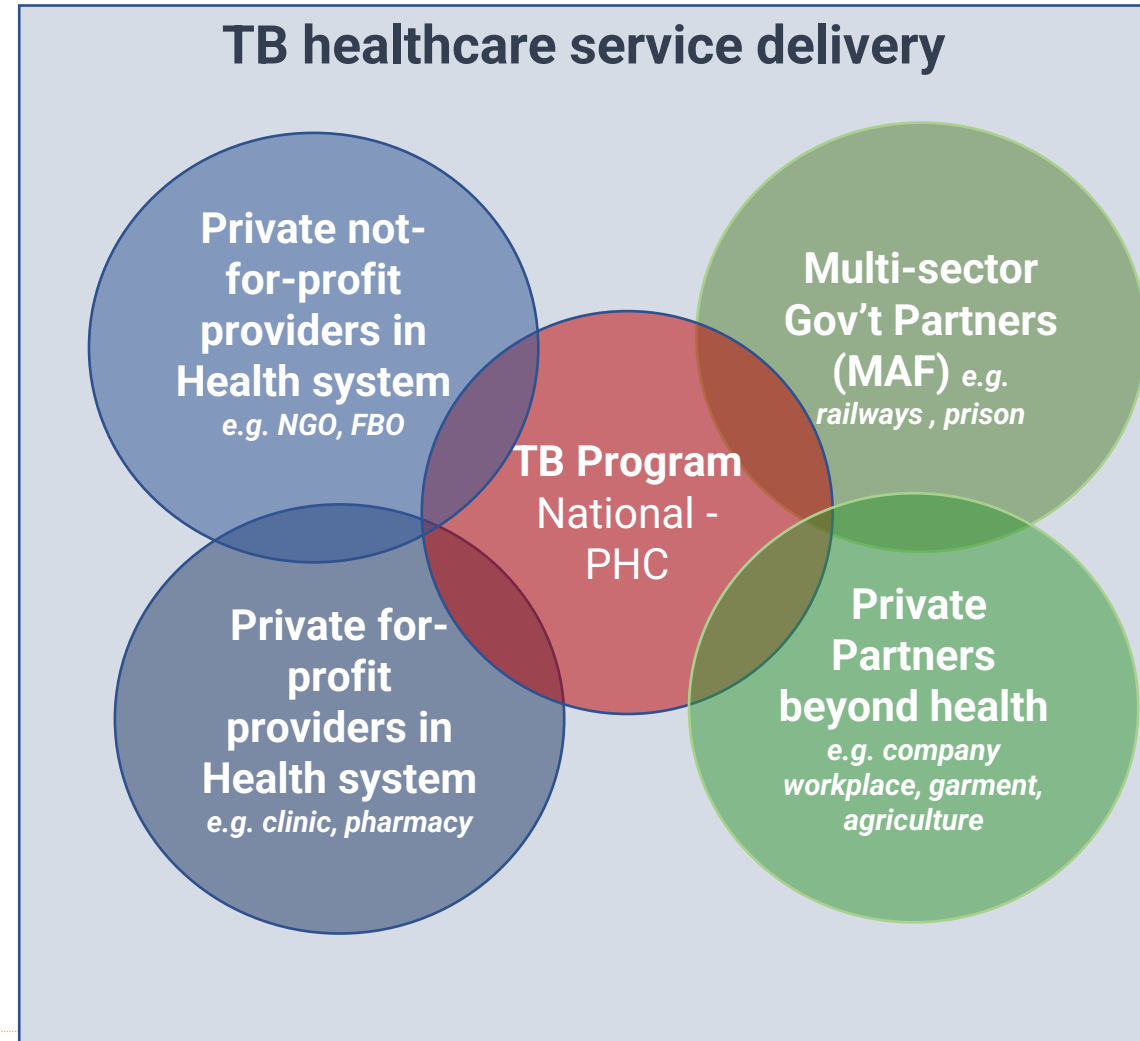 TB healthcare service delivery
Private not-
for-profit
providers in
Health system
e.g. NGO, FBO
Multi-sector
Gov't Partners
(MAF) e.g.
railways , prison
TB Program
National -
PHC
Private for-
profit
providers in
Health system
e.g. clinic, pharmacy
Private
Partners
beyond health
e.g. company
workplace, garment,
agriculture